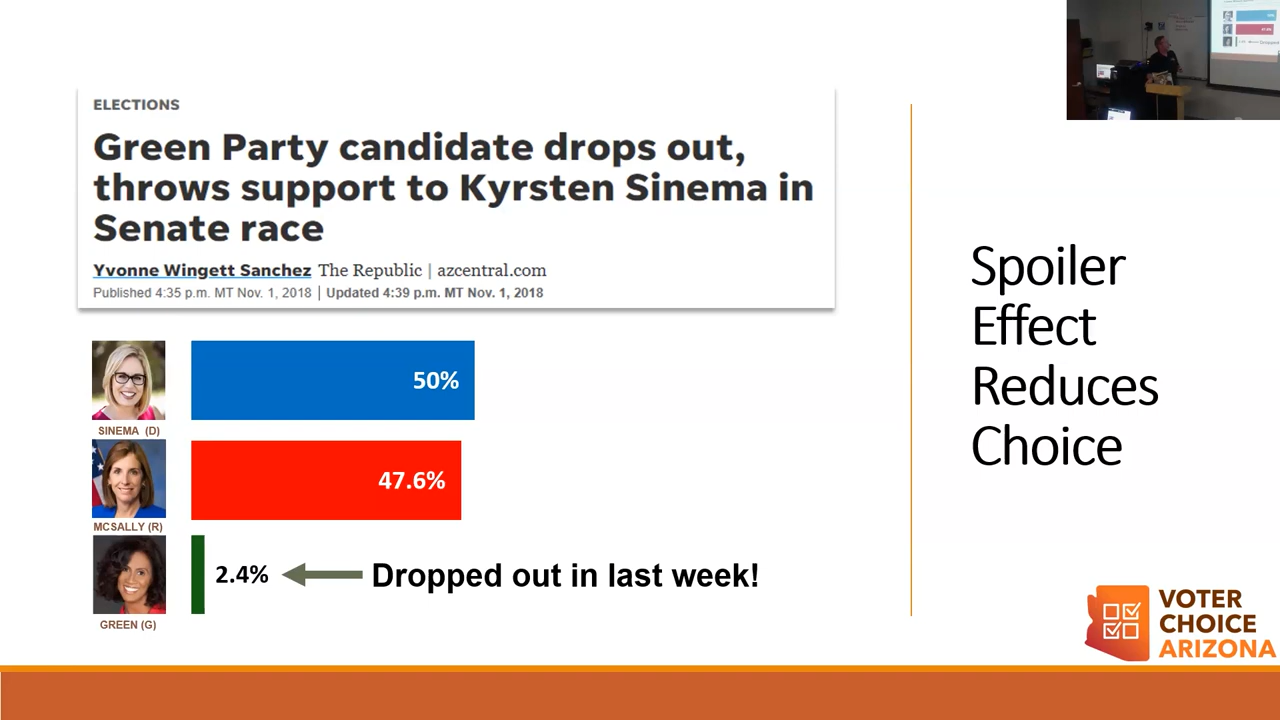 ELECTIONS
Green Party candidate drops out,
throws support to Kyrsten Sinema in
Senate race
Yvonne Wingett Sanchez The Republic | azcentral.com
Published 4:35 p.m. MT Nov. 1, 2018 | Updated 4:39 p.m. MT Nov. 1, 2018
50%
SINEMA (D)
47.6%
MCSALLY (R)
2.4%
Dropped out in last week!
GREEN (G)
Spoiler
Effect
Reduces
Choice
VOTER
CHOICE
ARIZONA